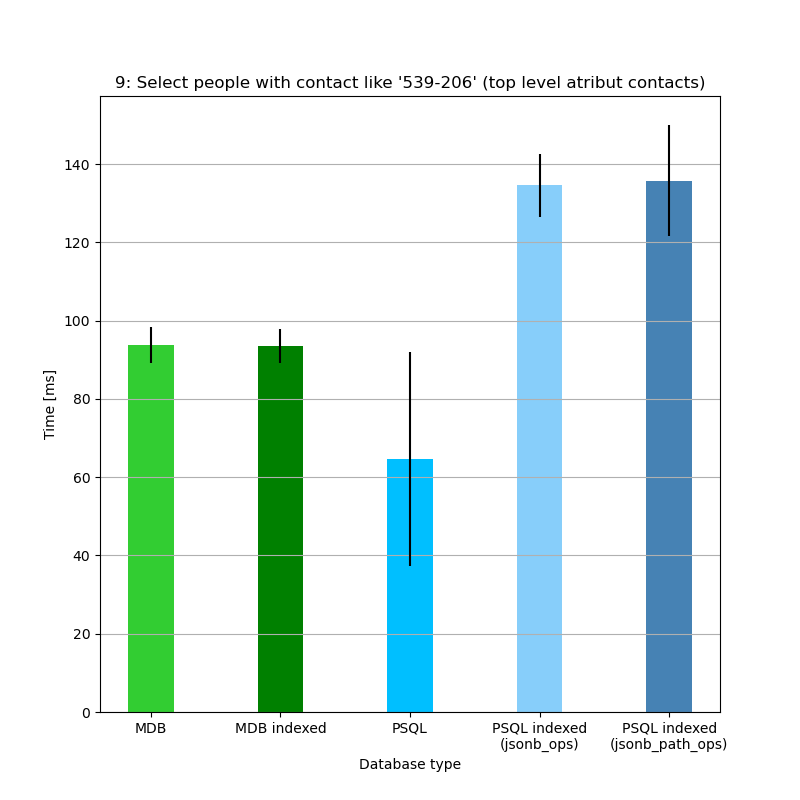 9: Select people with contact like '539-206' (top level atribut contacts)
Time [ms]
140
120
100
80
60
40
20
0
MDB
MDB indexed
PSQL
PSQL indexed
(jsonb_ops)
PSQL indexed
(jsonb_path_ops)
Database type